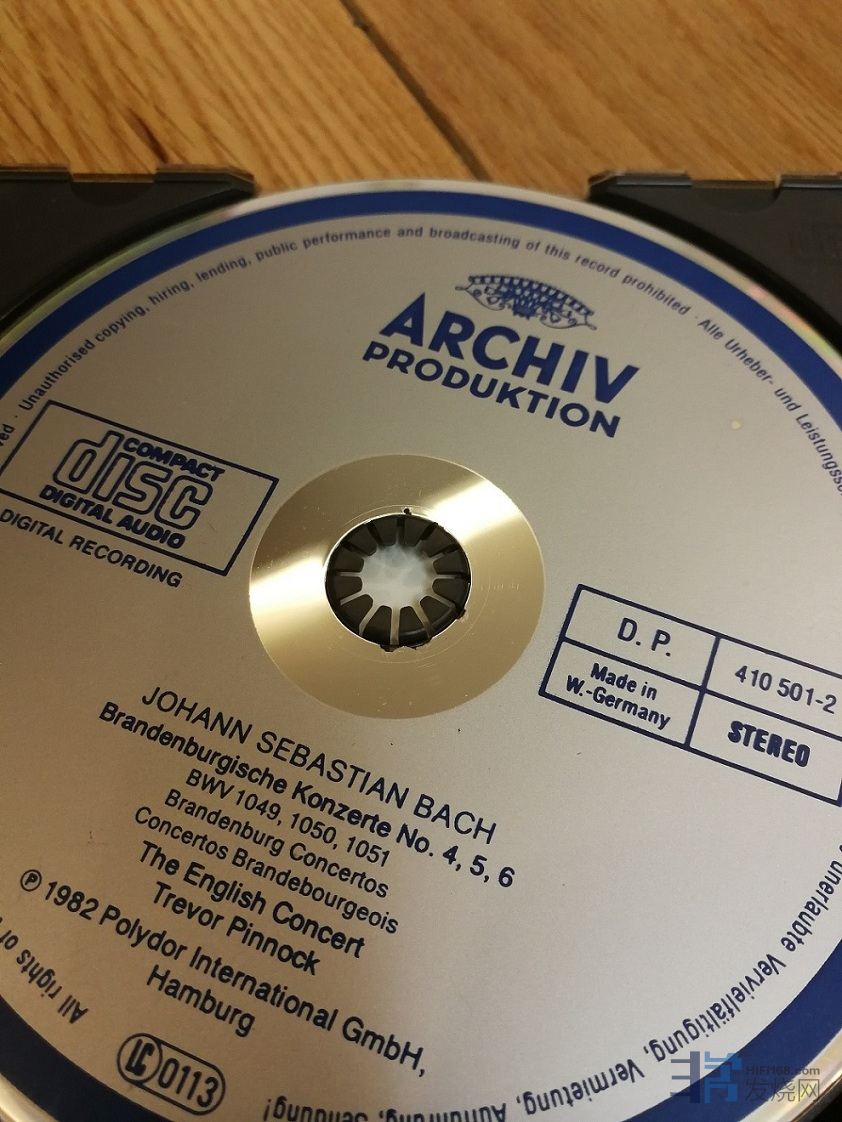 ved · Unauthorised copying, hiring, lending, public performance and broadcasting of this record prohibited · Alle Urheber- und Leistungssc
ARCHIV
PRODUKTION
COMPACT
disc
DIGITAL AUDIO
DIGITAL RECORDING
D. P.
410 501-2
Made in
W.-Germany
STEREO
JOHANN SEBASTIAN BACH
Brandenburgische Konzerte No. 4, 5, 6
BWV 1049, 1050, 1051
Brandenburg Concertos
Concertos Brandebourgeois
The English Concert
Trevor Pinnock
℗ 1982 Polydor International GmbH,
Hamburg
LC 0113
unerlaubte Vervielfältigung, Vermietung, Aufführung, Sendung!
All rights of
HIFI168.com
发烧网